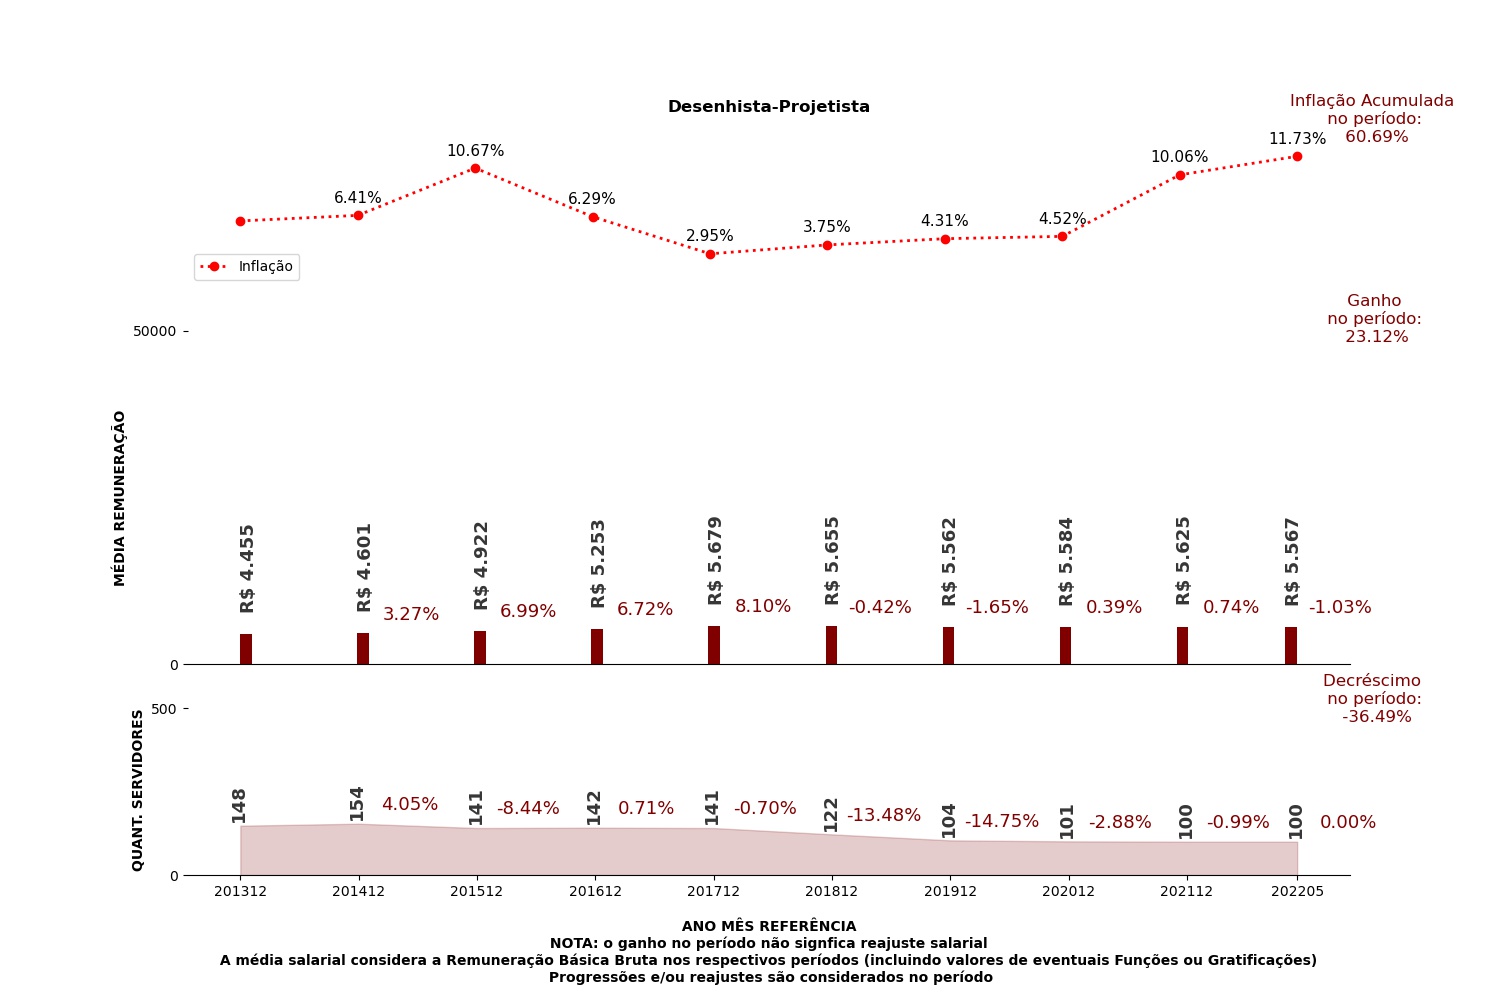 Desenhista-Projetista
Inflação Acumulada
no período:
60.69%
6.41%
10.67%
6.29%
2.95%
3.75%
4.31%
4.52%
10.06%
11.73%
Inflação
Ganho
no período:
23.12%
50000
0
MÉDIA REMUNERAÇÃO
R$ 4.455
R$ 4.601
R$ 4.922
R$ 5.253
R$ 5.679
R$ 5.655
R$ 5.562
R$ 5.584
R$ 5.625
R$ 5.567
3.27%
6.99%
6.72%
8.10%
-0.42%
-1.65%
0.39%
0.74%
-1.03%
Decréscimo
no período:
-36.49%
500
0
QUANT. SERVIDORES
148
154
141
142
141
122
104
101
100
100
4.05%
-8.44%
0.71%
-0.70%
-13.48%
-14.75%
-2.88%
-0.99%
0.00%
201312
201412
201512
201612
201712
201812
201912
202012
202112
202205
ANO MÊS REFERÊNCIA
NOTA: o ganho no período não signfica reajuste salarial
A média salarial considera a Remuneração Básica Bruta nos respectivos períodos (incluindo valores de eventuais Funções ou Gratificações)
Progressões e/ou reajustes são considerados no período